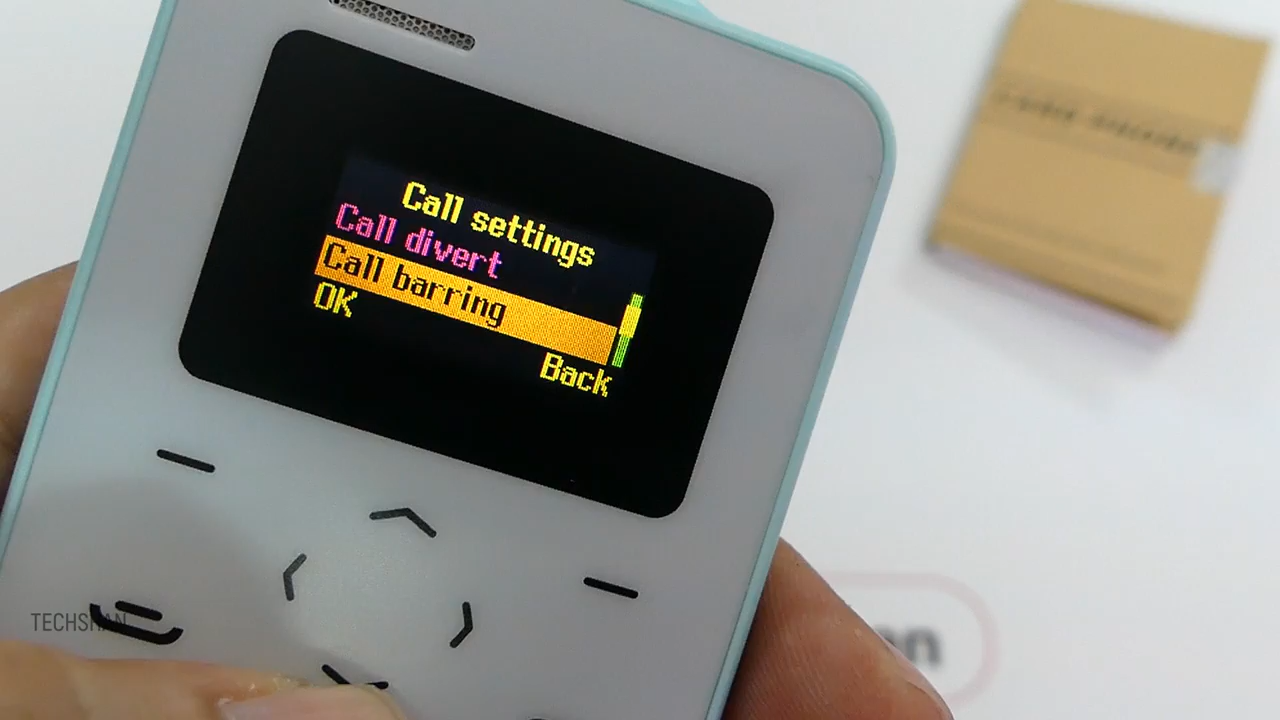 Call settings
Call divert
Call barring
OK
Back
TECHSHAN